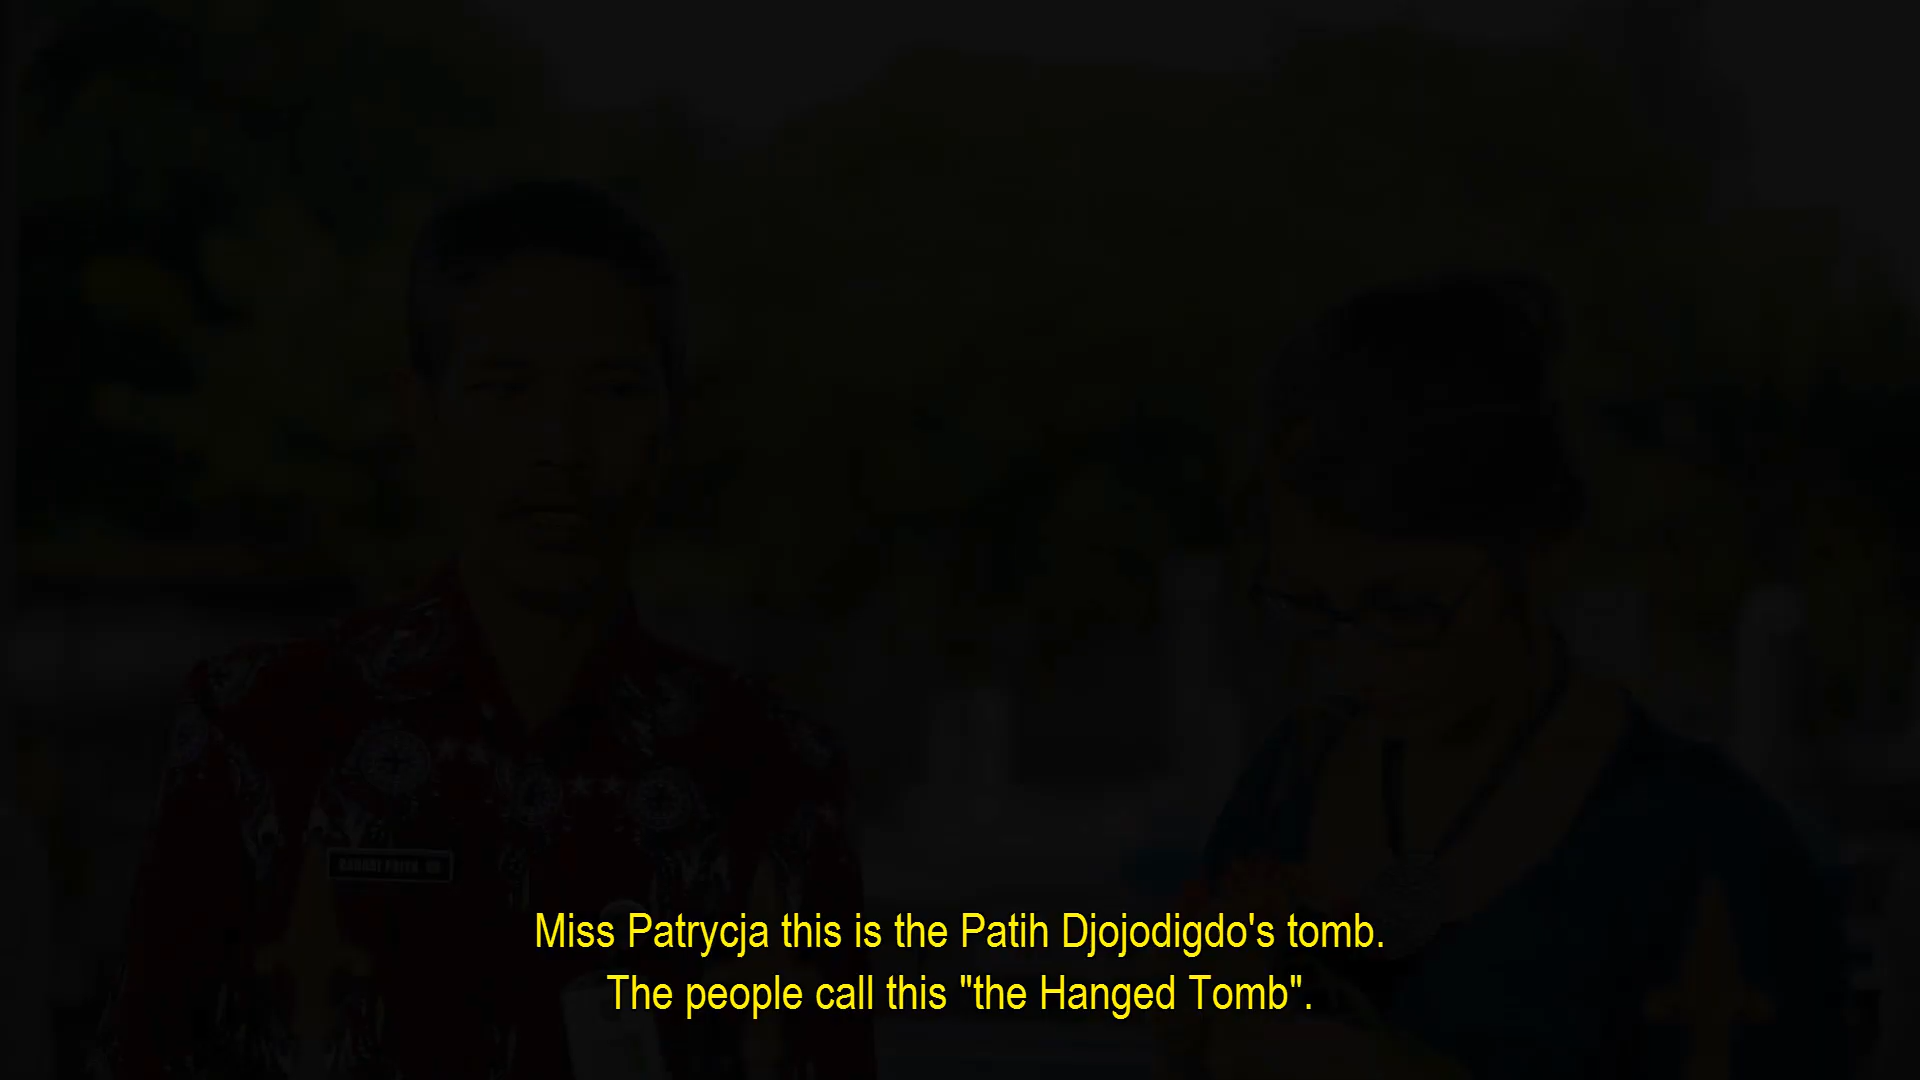 Miss Patrycja this is the Patih Djojodigdo's tomb.
The people call this "the Hanged Tomb".